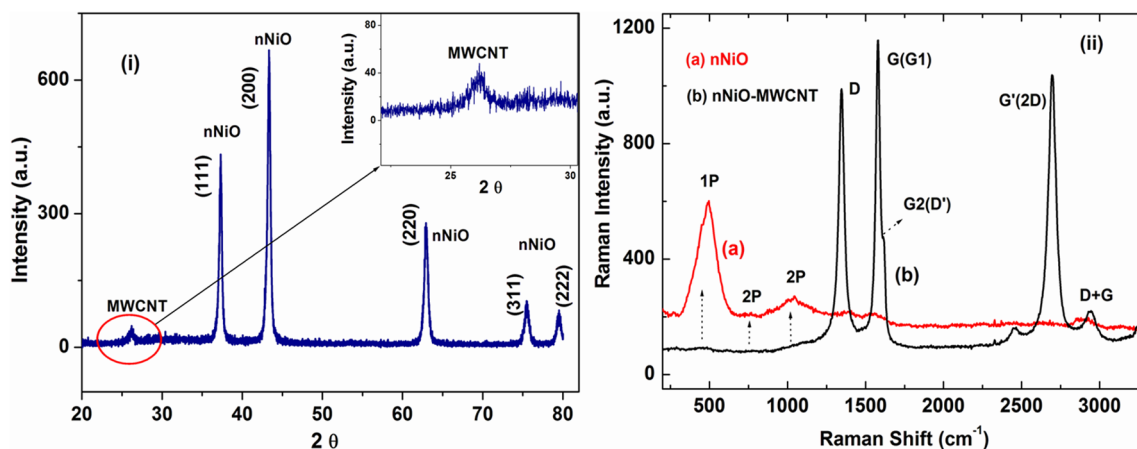 (i)
Intensity (a.u.)
600
300
0
20
30
40
50
60
70
80
2 θ
MWCNT
nNiO
(111)
nNiO
(200)
(220)
nNiO
nNiO
(311)
(222)
Intensity (a.u.)
80
40
0
25
30
2 θ
MWCNT
(ii)
Raman Intensity (a.u.)
1200
800
400
0
500
1000
1500
2000
2500
3000
Raman Shift (cm⁻¹)
(a) nNiO
(b) nNiO-MWCNT
1P
(a)
2P
2P
D
G(G1)
G2(D')
(b)
G'(2D)
D+G